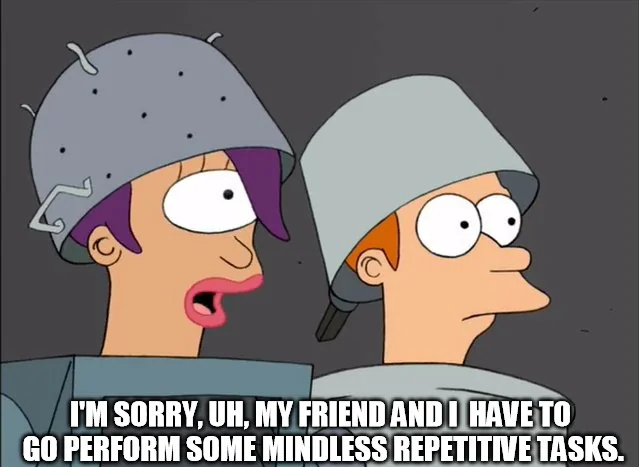 I'M SORRY, UH, MY FRIEND AND I HAVE TO
GO PERFORM SOME MINDLESS REPETITIVE TASKS.